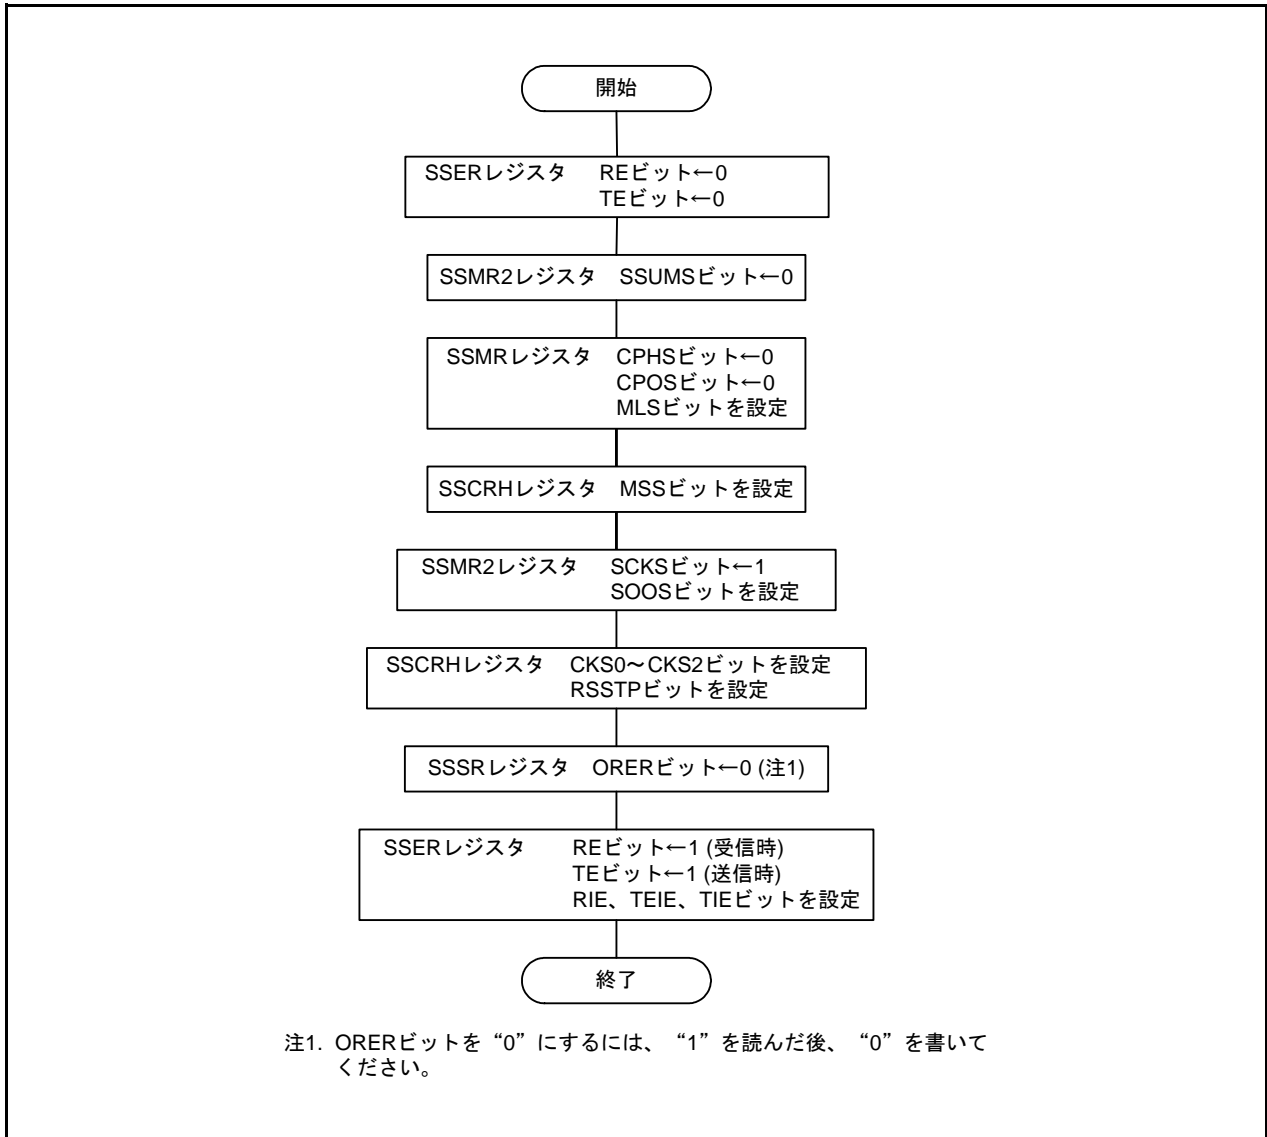 開始
SSERレジスタ REビット←0
TEビット←0
SSMR2レジスタ SSUMSビット←0
SSMRレジスタ CPHSビット←0
CPOSビット←0
MLSビットを設定
SSCRHレジスタ MSSビットを設定
SSMR2レジスタ SCKSビット←1
SOOSビットを設定
SSCRHレジスタ CKS0～CKS2ビットを設定
RSSTPビットを設定
SSSRレジスタ ORERビット←0 (注1)
SSERレジスタ REビット←1 (受信時)
TEビット←1 (送信時)
RIE、TEIE、TIEビットを設定
終了
注1. ORERビットを“0”にするには、“1”を読んだ後、“0”を書いて
ください。